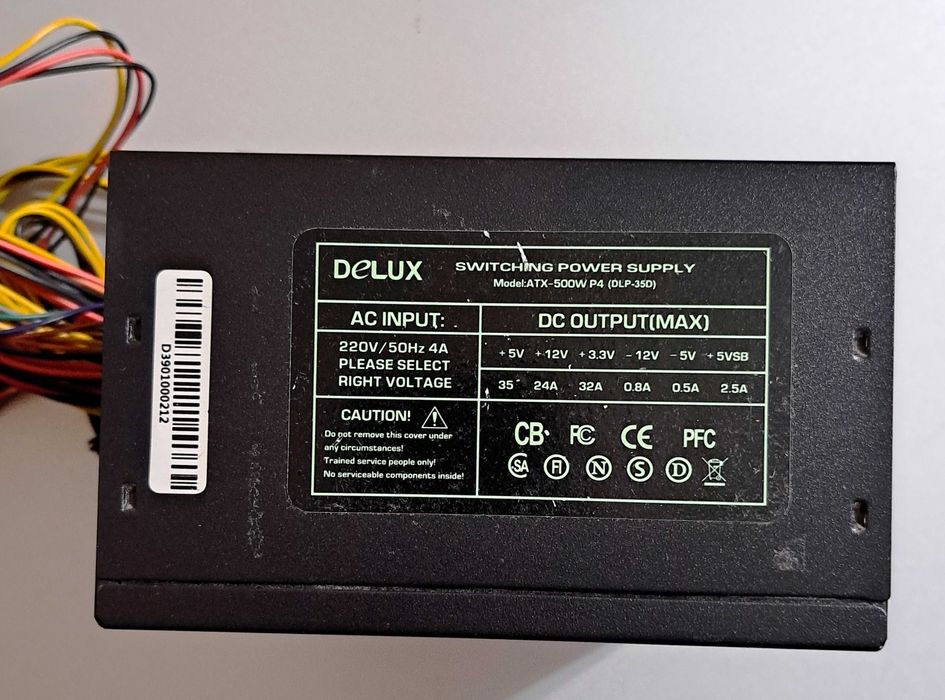 DeLUX
SWITCHING POWER SUPPLY
Model:ATX-500W P4 (DLP-35D)
AC INPUT:
220V/50Hz 4A
PLEASE SELECT
RIGHT VOLTAGE
CAUTION!
Do not remove this cover under
any circumstances!
Trained service people only!
No serviceable components inside!
DC OUTPUT(MAX)
+5V +12V +3.3V -12V -5V +5VSB
35 24A 32A 0.8A 0.5A 2.5A
CB FC CE PFC
SA FI N S D
D3901000212